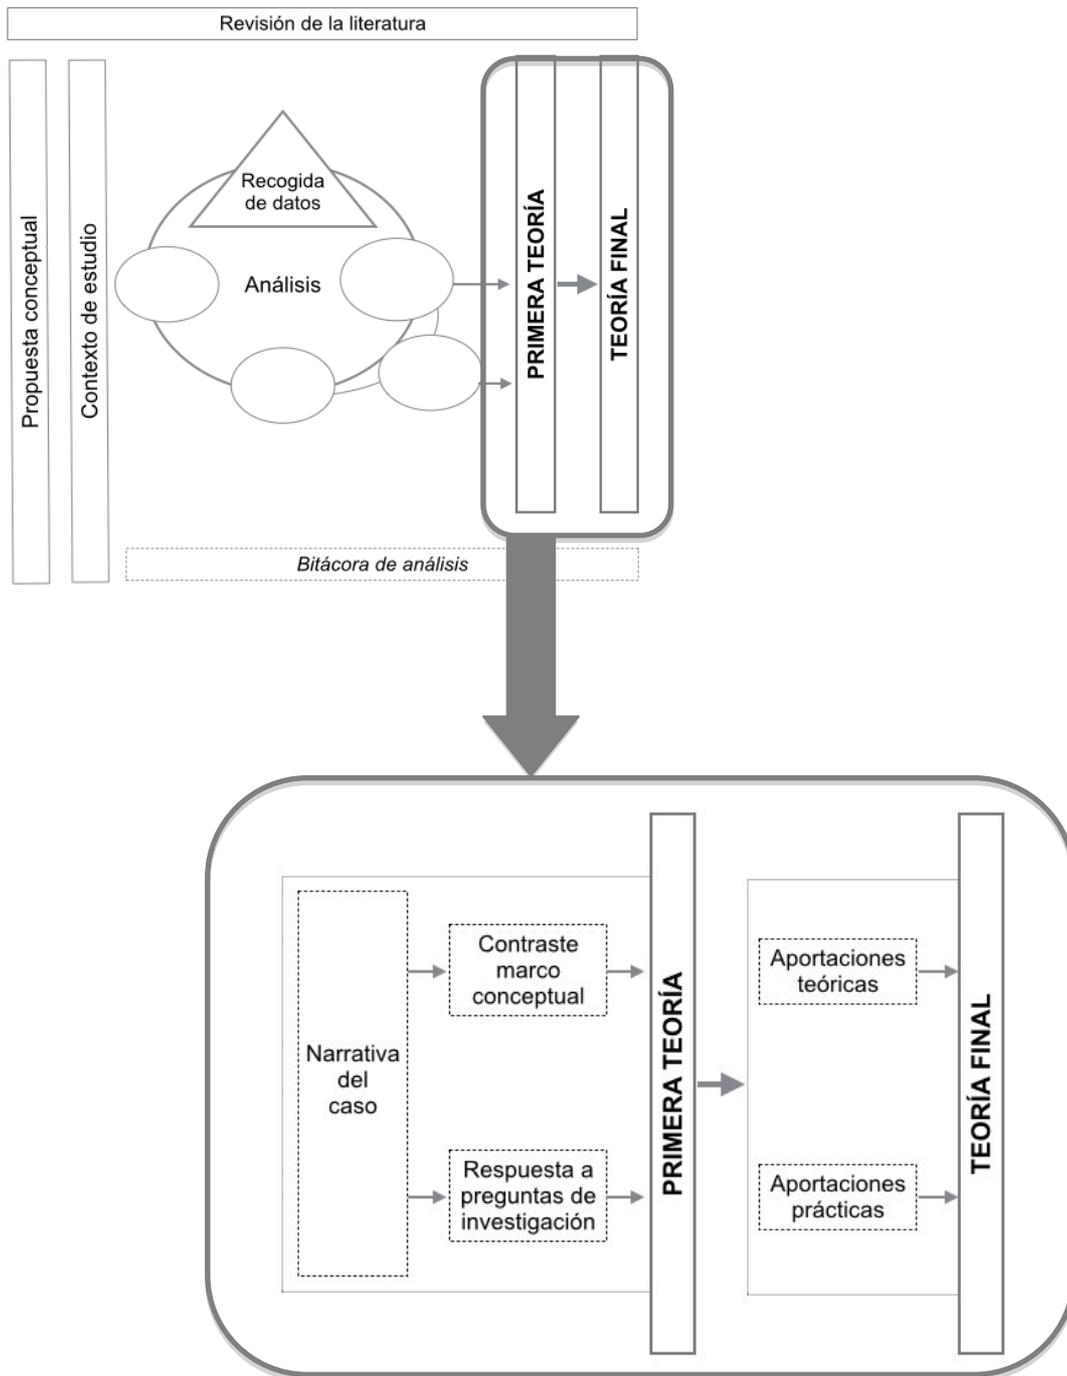 Revisión de la literatura
Propuesta conceptual
Contexto de estudio
Recogida
de datos
Análisis
PRIMERA TEORÍA
TEORÍA FINAL
Bitácora de análisis
Narrativa
del
caso
Contraste
marco
conceptual
Respuesta a
preguntas de
investigación
PRIMERA TEORÍA
Aportaciones
teóricas
Aportaciones
prácticas
TEORÍA FINAL